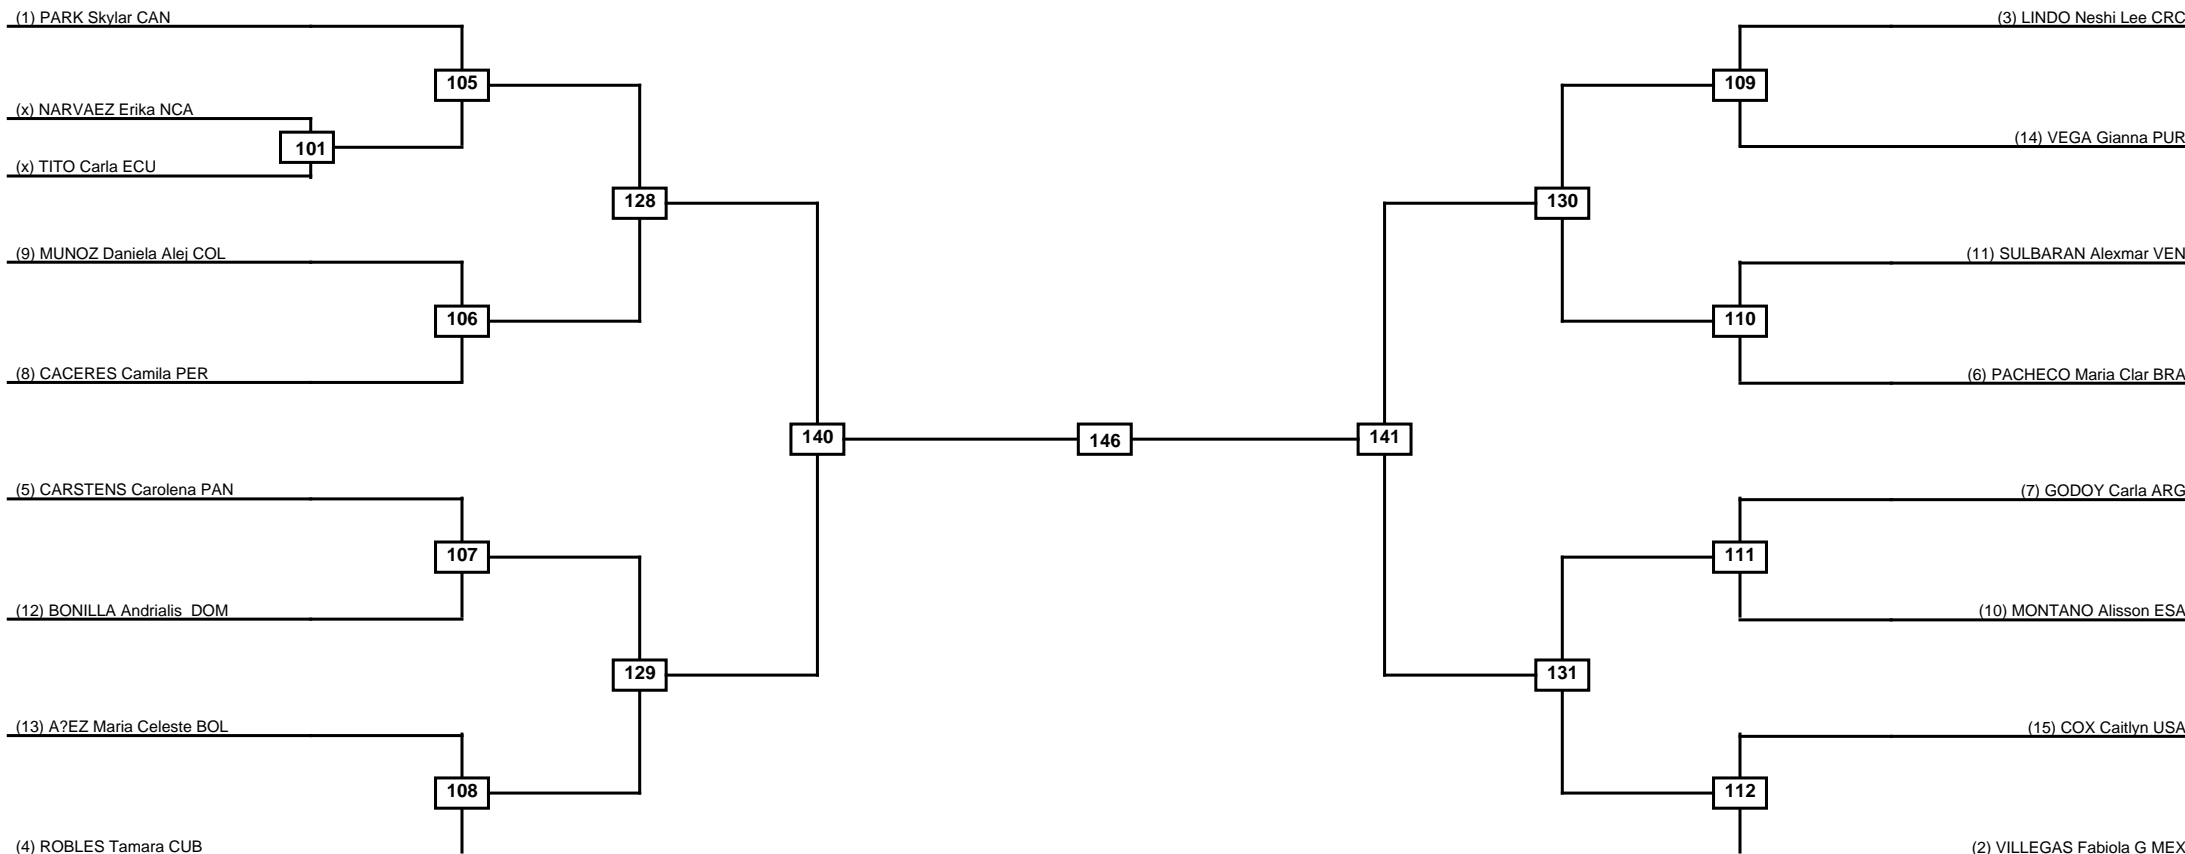 (1) PARK Skylar CAN
(3) LINDO Neshi Lee CRC
105
109
(x) NARVAEZ Erika NCA
101
(14) VEGA Gianna PUR
(x) TITO Carla ECU
128
130
(9) MUNOZ Daniela Alej COL
(11) SULBARAN Alexmar VEN
106
110
(8) CACERES Camila PER
(6) PACHECO Maria Clar BRA
140
146
141
(5) CARSTENS Carolena PAN
(7) GODOY Carla ARG
107
111
(12) BONILLA Andrialis DOM
(10) MONTANO Alisson ESA
129
131
(13) A?EZ Maria Celeste BOL
(15) COX Caitlyn USA
108
112
(4) ROBLES Tamara CUB
(2) VILLEGAS Fabiola G MEX